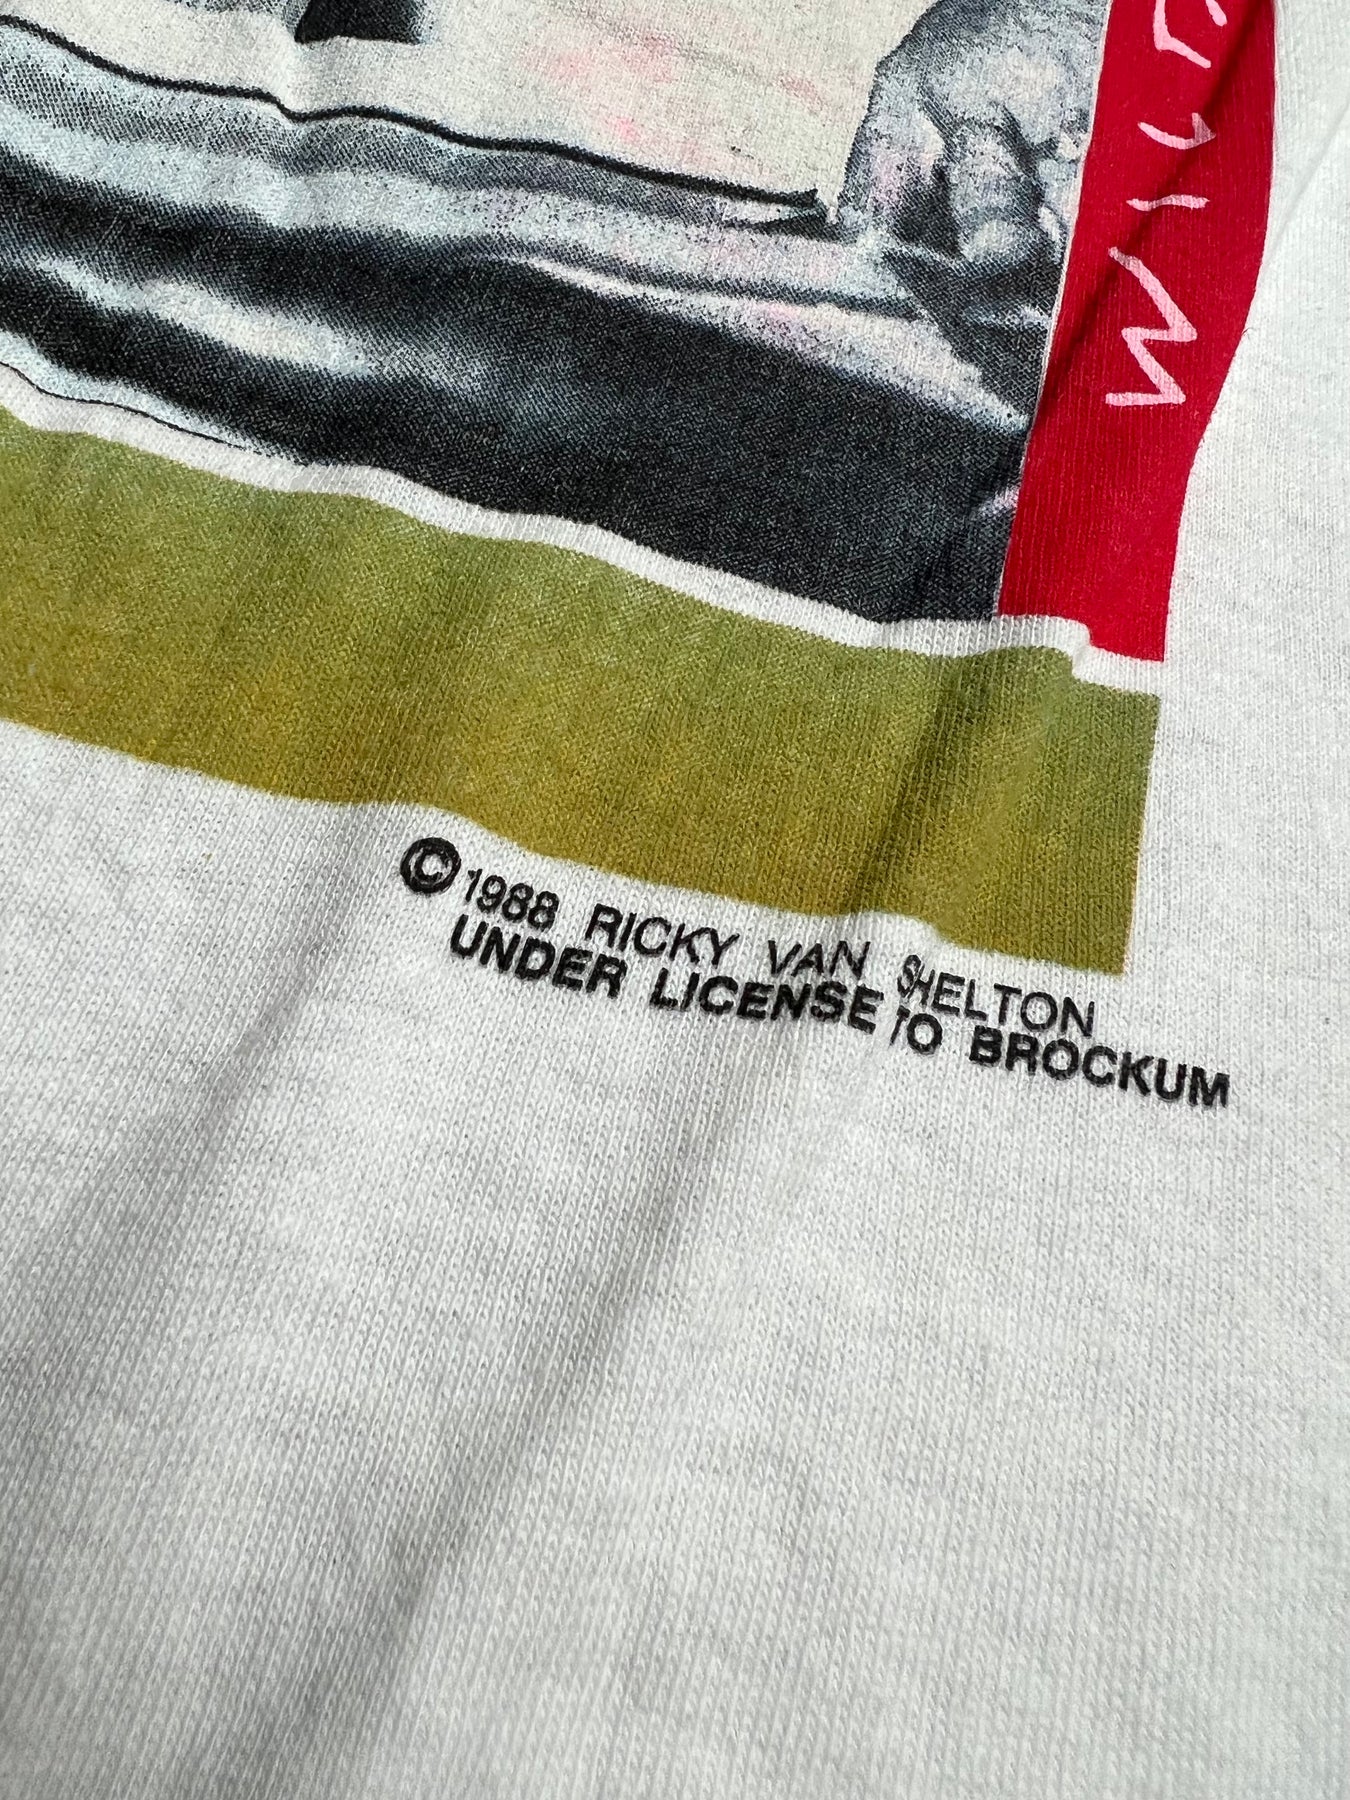 © 1988 RICKY VAN SHELTON
UNDER LICENSE TO BROCKUM